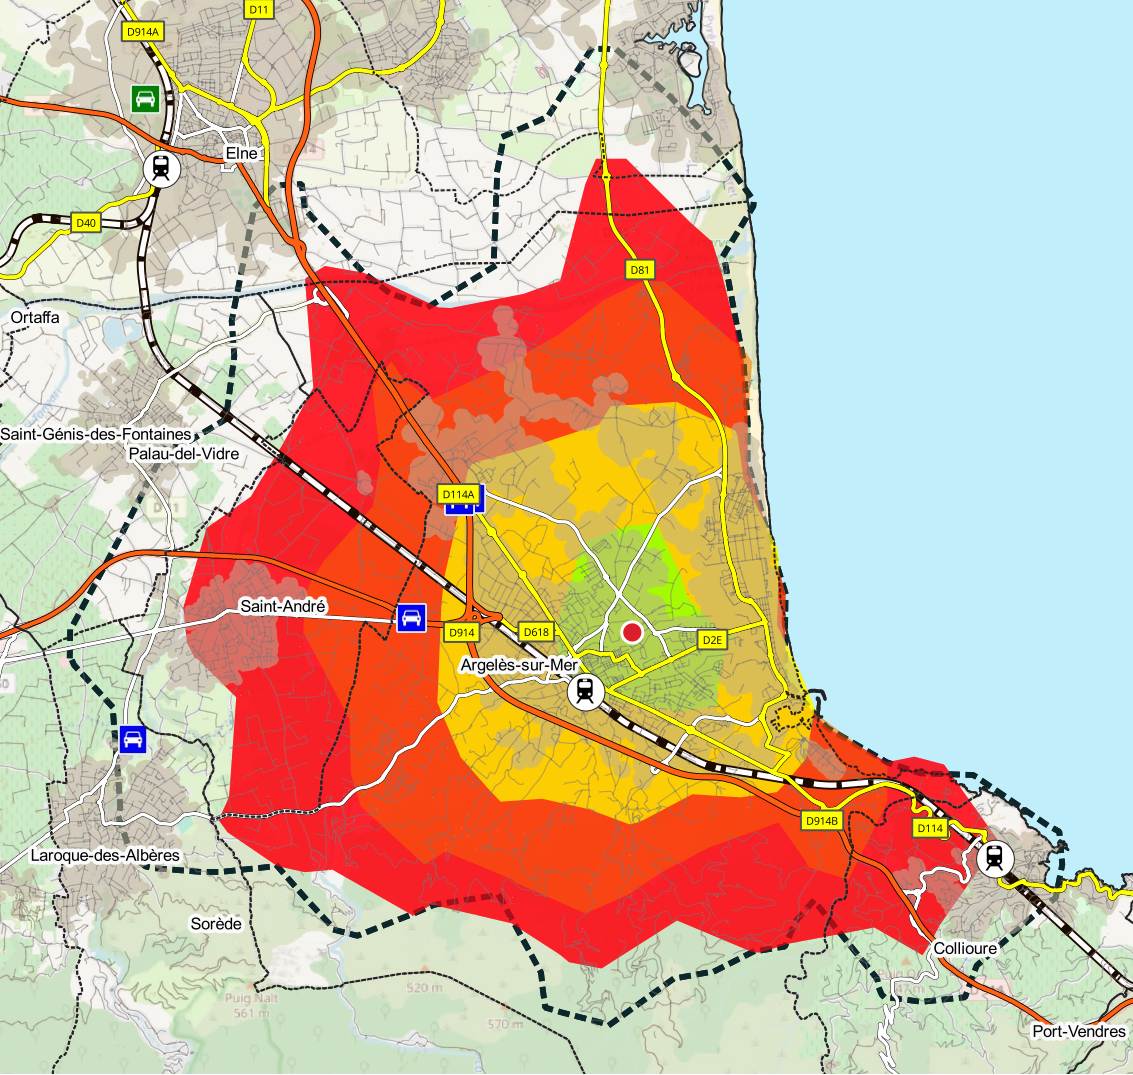 D11
D914A
Elne
D40
D81
Ortaffa
Saint-Génis-des-Fontaines
Palau-del-Vidre
D114A
Saint-André
D914
D618
D2E
Argelès-sur-Mer
D914B
D114
Laroque-des-Albères
Sorède
Collioure
Puig Nalt
561 m
520 m
570 m
Port-Vendres